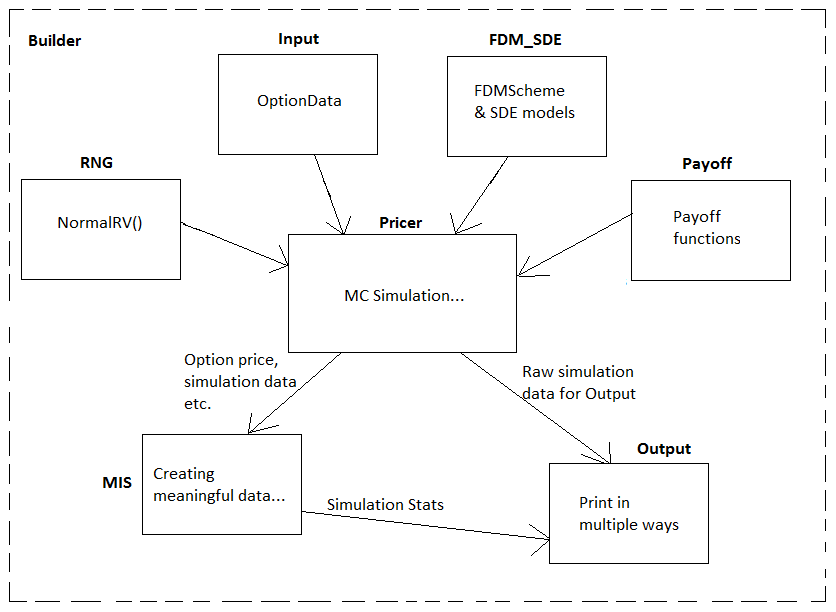 Builder
Input
FDM_SDE
OptionData
FDMScheme
& SDE models
RNG
Payoff
NormalRV()
Payoff
functions
Pricer
MC Simulation...
Option price,
simulation data
etc.
Raw simulation
data for Output
MIS
Creating
meaningful data...
Simulation Stats
Output
Print in
multiple ways